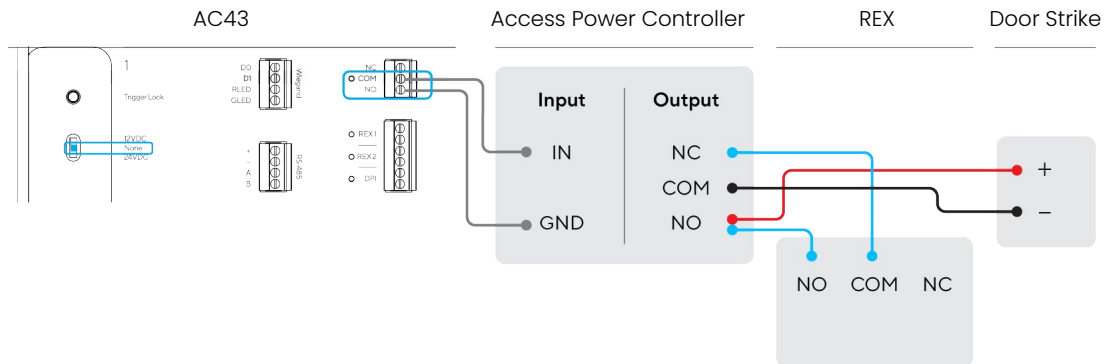 AC43
Access Power Controller
REX
Door Strike
1
Trigger Lock
12VDC
None
24VDC
D0
D1
RLED
GLED
Wiegand
+
-
A
B
RS-485
NC
COM
NO
REX1
REX2
DPI
Input
Output
IN
GND
NC
COM
NO
NO COM NC
+
−